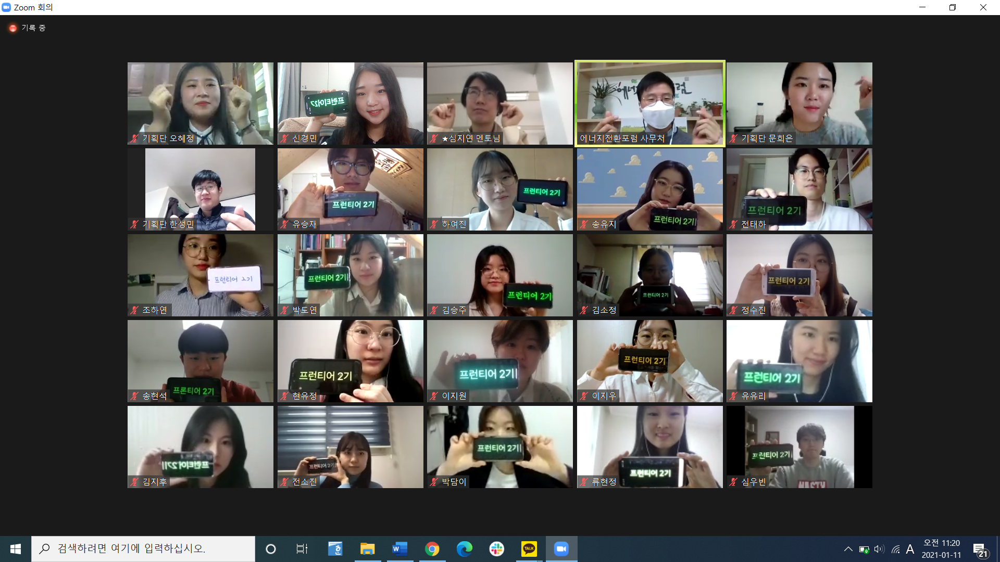 Zoom 회의
기록 중
에너지 럼
프런티어2기
기획단 오혜정
신경민
★심지연 멘토님
에너지전환포럼 사무처
기획단 문희은
프런티어 2기
프런티어 2기
프런티어 2기
프런티어 2기
기획단 한성민
유승재
하여진
송유지
전태하
프런티어 2기
프런티어 2기
프런티어 2기
프런티어 2기
프런티어 2기
조하연
박도연
김승주
김소정
정수진
프론티어 2기
프런티어 2기
프런티어 2기
프런티어 2기
프런티어 2기
송현석
현유정
이지원
이지우
유유리
프런티어 2기
프런티어 2기
프런티어 2기
프런티어 2기
프런티어 2기
NASTY
김지후
전소진
박담이
류현정
심우빈
검색하려면 여기에 입력하십시오.
한
W
TALK
A
오전 11:20
2021-01-11
21